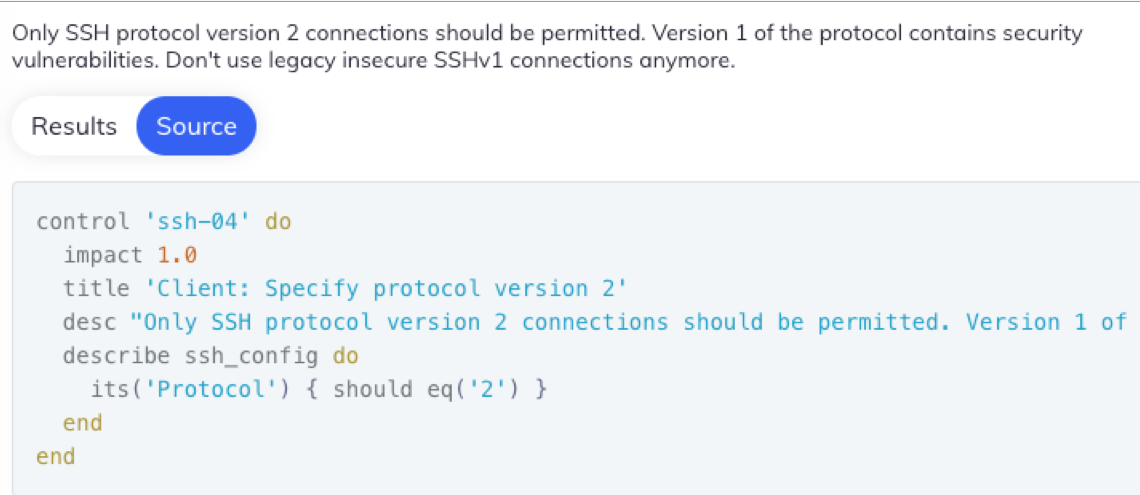 Only SSH protocol version 2 connections should be permitted. Version 1 of the protocol contains security
vulnerabilities. Don't use legacy insecure SSHv1 connections anymore.
Results Source
control 'ssh-04' do
  impact 1.0
  title 'Client: Specify protocol version 2'
  desc "Only SSH protocol version 2 connections should be permitted. Version 1 of
  describe ssh_config do
    its('Protocol') { should eq('2') }
  end
end